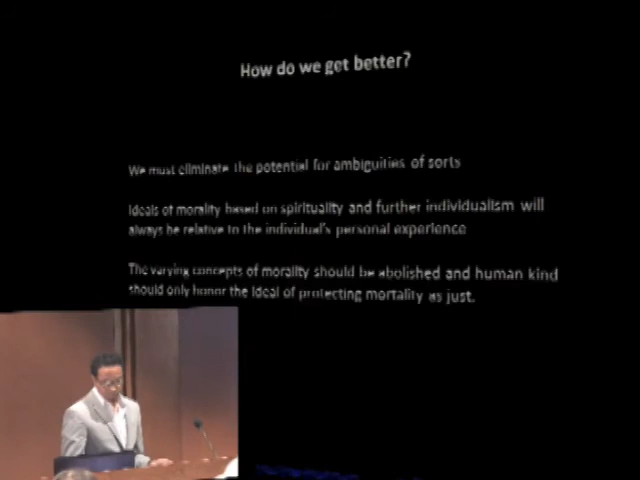 How do we get better?
We must eliminate the potential for ambiguities of sorts
Ideals of morality based on spirituality and further individualism will
always be relative to the individual's personal experience
The varying concepts of morality should be abolished and human kind
should only honor the ideal of protecting mortality as just.